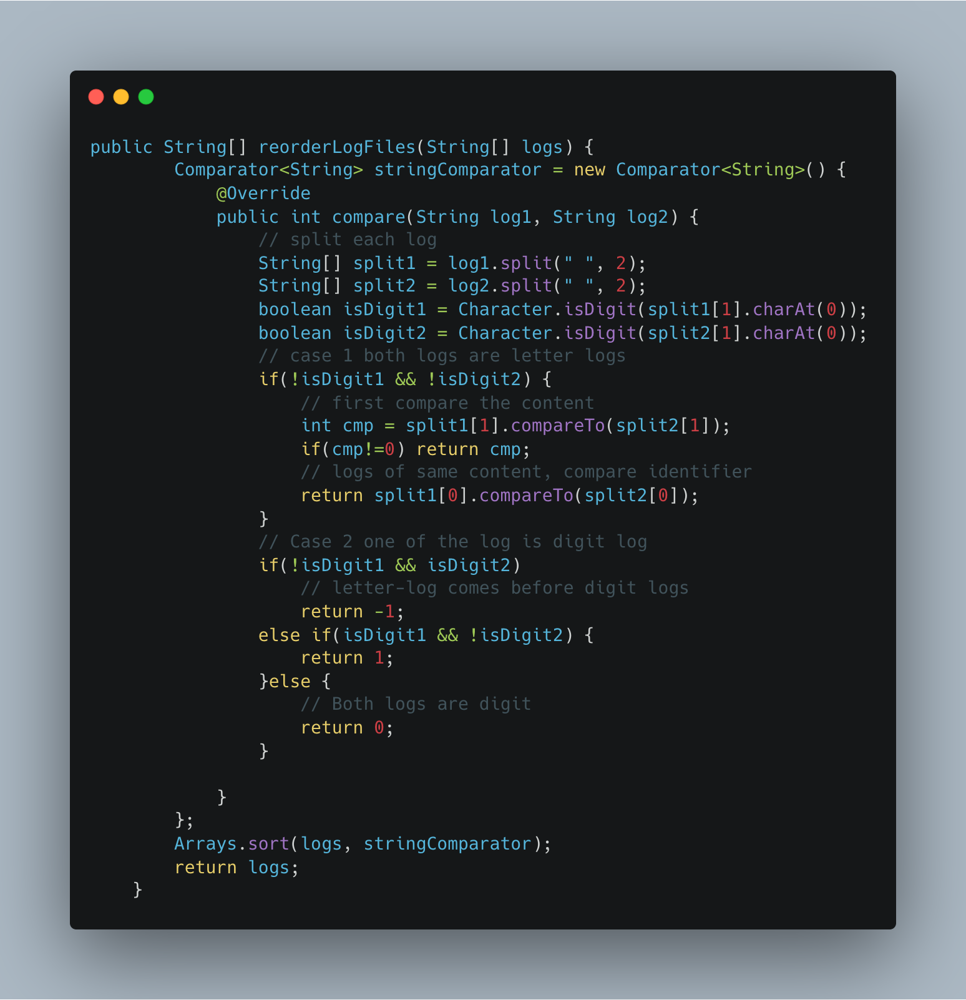 public String[] reorderLogFiles(String[] logs) {
        Comparator<String> stringComparator = new Comparator<String>() {
            @Override
            public int compare(String log1, String log2) {
                // split each log
                String[] split1 = log1.split(" ", 2);
                String[] split2 = log2.split(" ", 2);
                boolean isDigit1 = Character.isDigit(split1[1].charAt(0));
                boolean isDigit2 = Character.isDigit(split2[1].charAt(0));
                // case 1 both logs are letter logs
                if(!isDigit1 && !isDigit2) {
                    // first compare the content
                    int cmp = split1[1].compareTo(split2[1]);
                    if(cmp!=0) return cmp;
                    // logs of same content, compare identifier
                    return split1[0].compareTo(split2[0]);
                }
                // Case 2 one of the log is digit log
                if(!isDigit1 && isDigit2)
                    // letter-log comes before digit logs
                    return -1;
                else if(isDigit1 && !isDigit2) {
                    return 1;
                }else {
                    // Both logs are digit
                    return 0;
                }

            }
        };
        Arrays.sort(logs, stringComparator);
        return logs;
    }